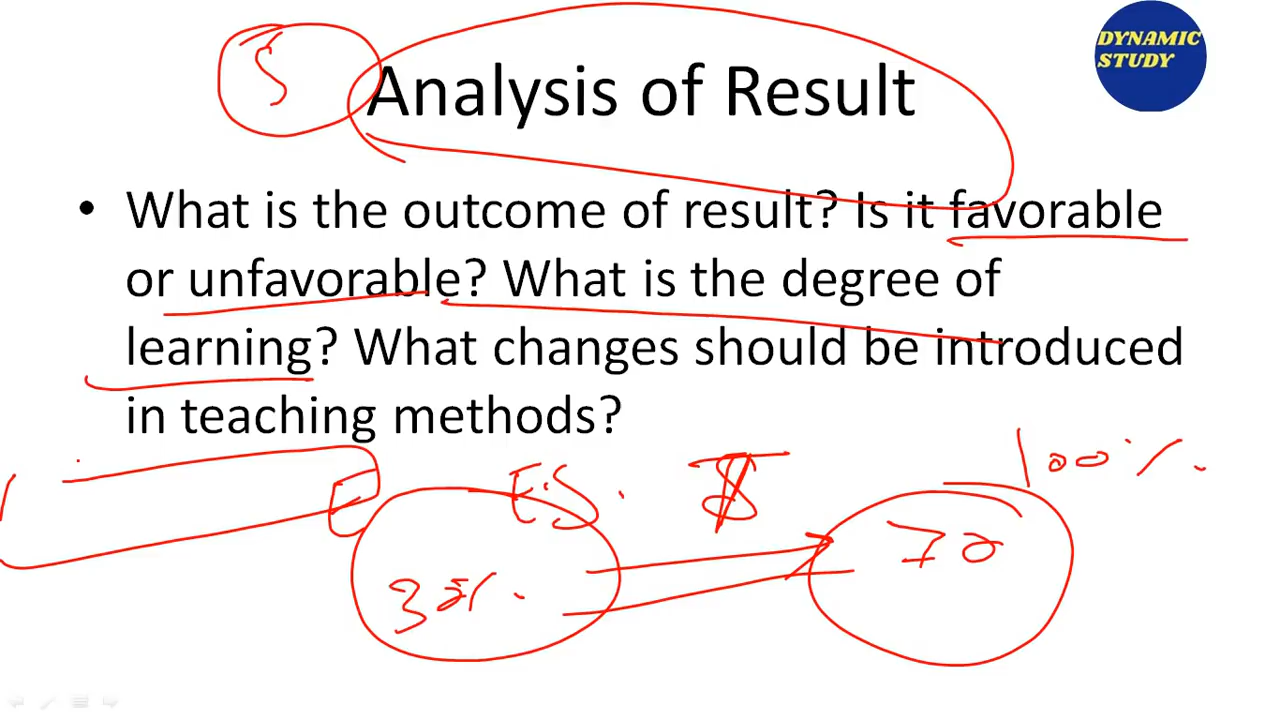 DYNAMIC
STUDY
5
Analysis of Result
• What is the outcome of result? Is it favorable
or unfavorable? What is the degree of
learning? What changes should be introduced
in teaching methods?
100%.
E.S.
70